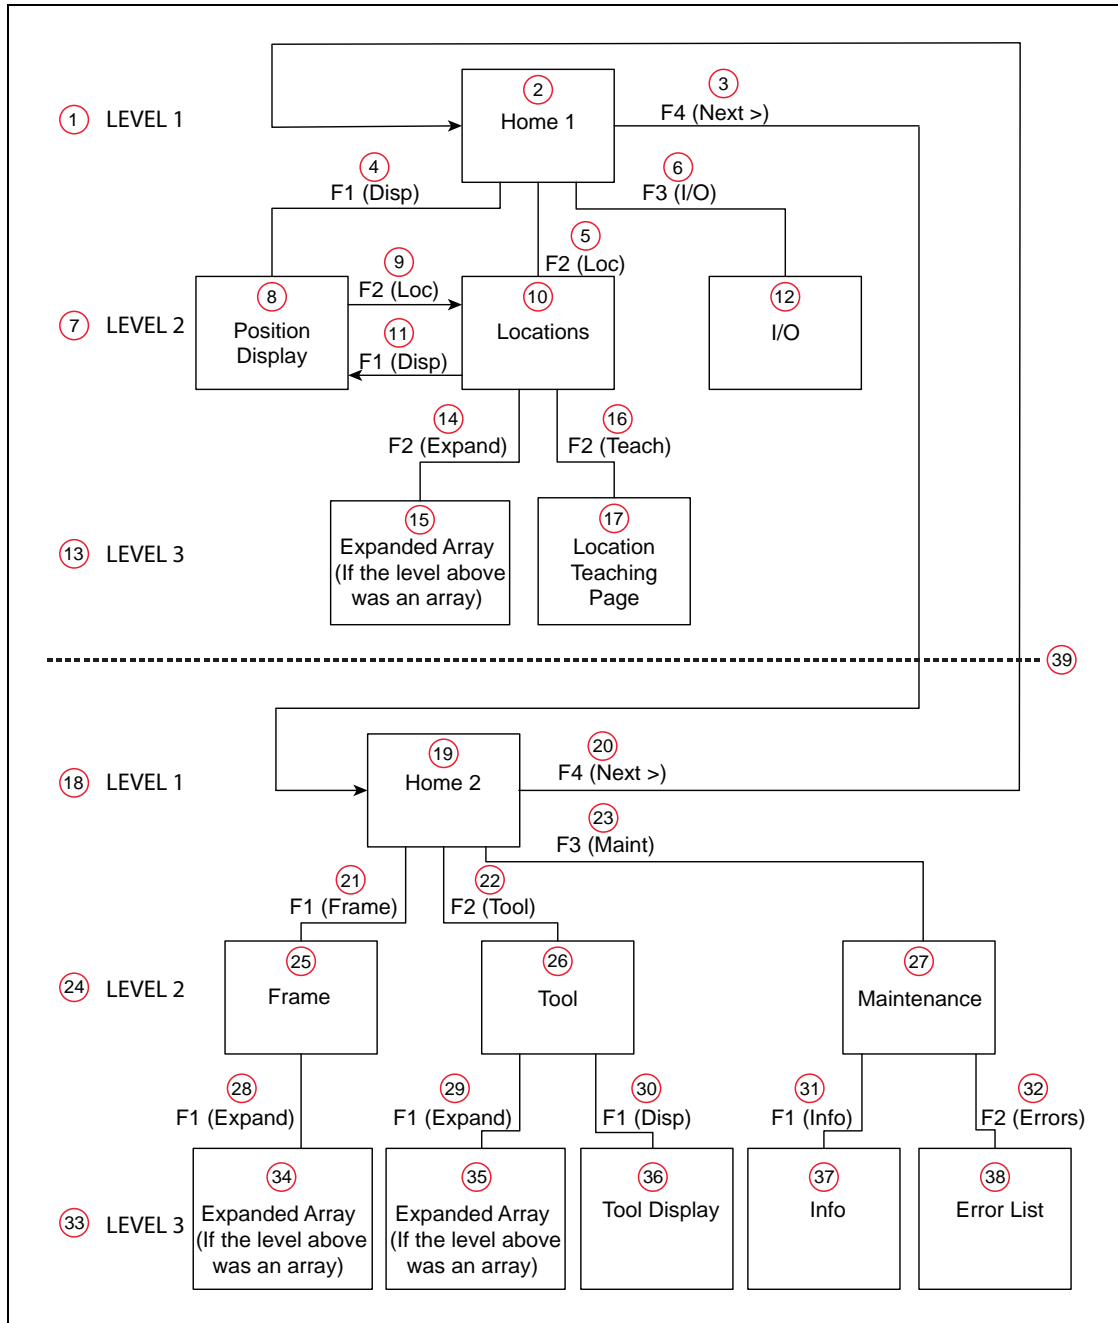 2
3
1
LEVEL 1
Home 1
F4 (Next >)
4
6
F1 (Disp)
F3 (I/O)
5
9
F2 (Loc)
F2 (Loc)
8
10
12
7
LEVEL 2
Position
Display
11
Locations
I/O
F1 (Disp)
14
16
F2 (Expand)
F2 (Teach)
15
17
13
LEVEL 3
Expanded Array
(If the level above
was an array)
Location
Teaching
Page
39
19
20
18
LEVEL 1
Home 2
F4 (Next >)
23
F3 (Maint)
21
22
F1 (Frame)
F2 (Tool)
25
26
27
24
LEVEL 2
Frame
Tool
Maintenance
28
29
30
31
32
F1 (Expand)
F1 (Expand)
F1 (Disp)
F1 (Info)
F2 (Errors)
34
35
36
37
38
33
LEVEL 3
Expanded Array
(If the level above
was an array)
Expanded Array
(If the level above
was an array)
Tool Display
Info
Error List